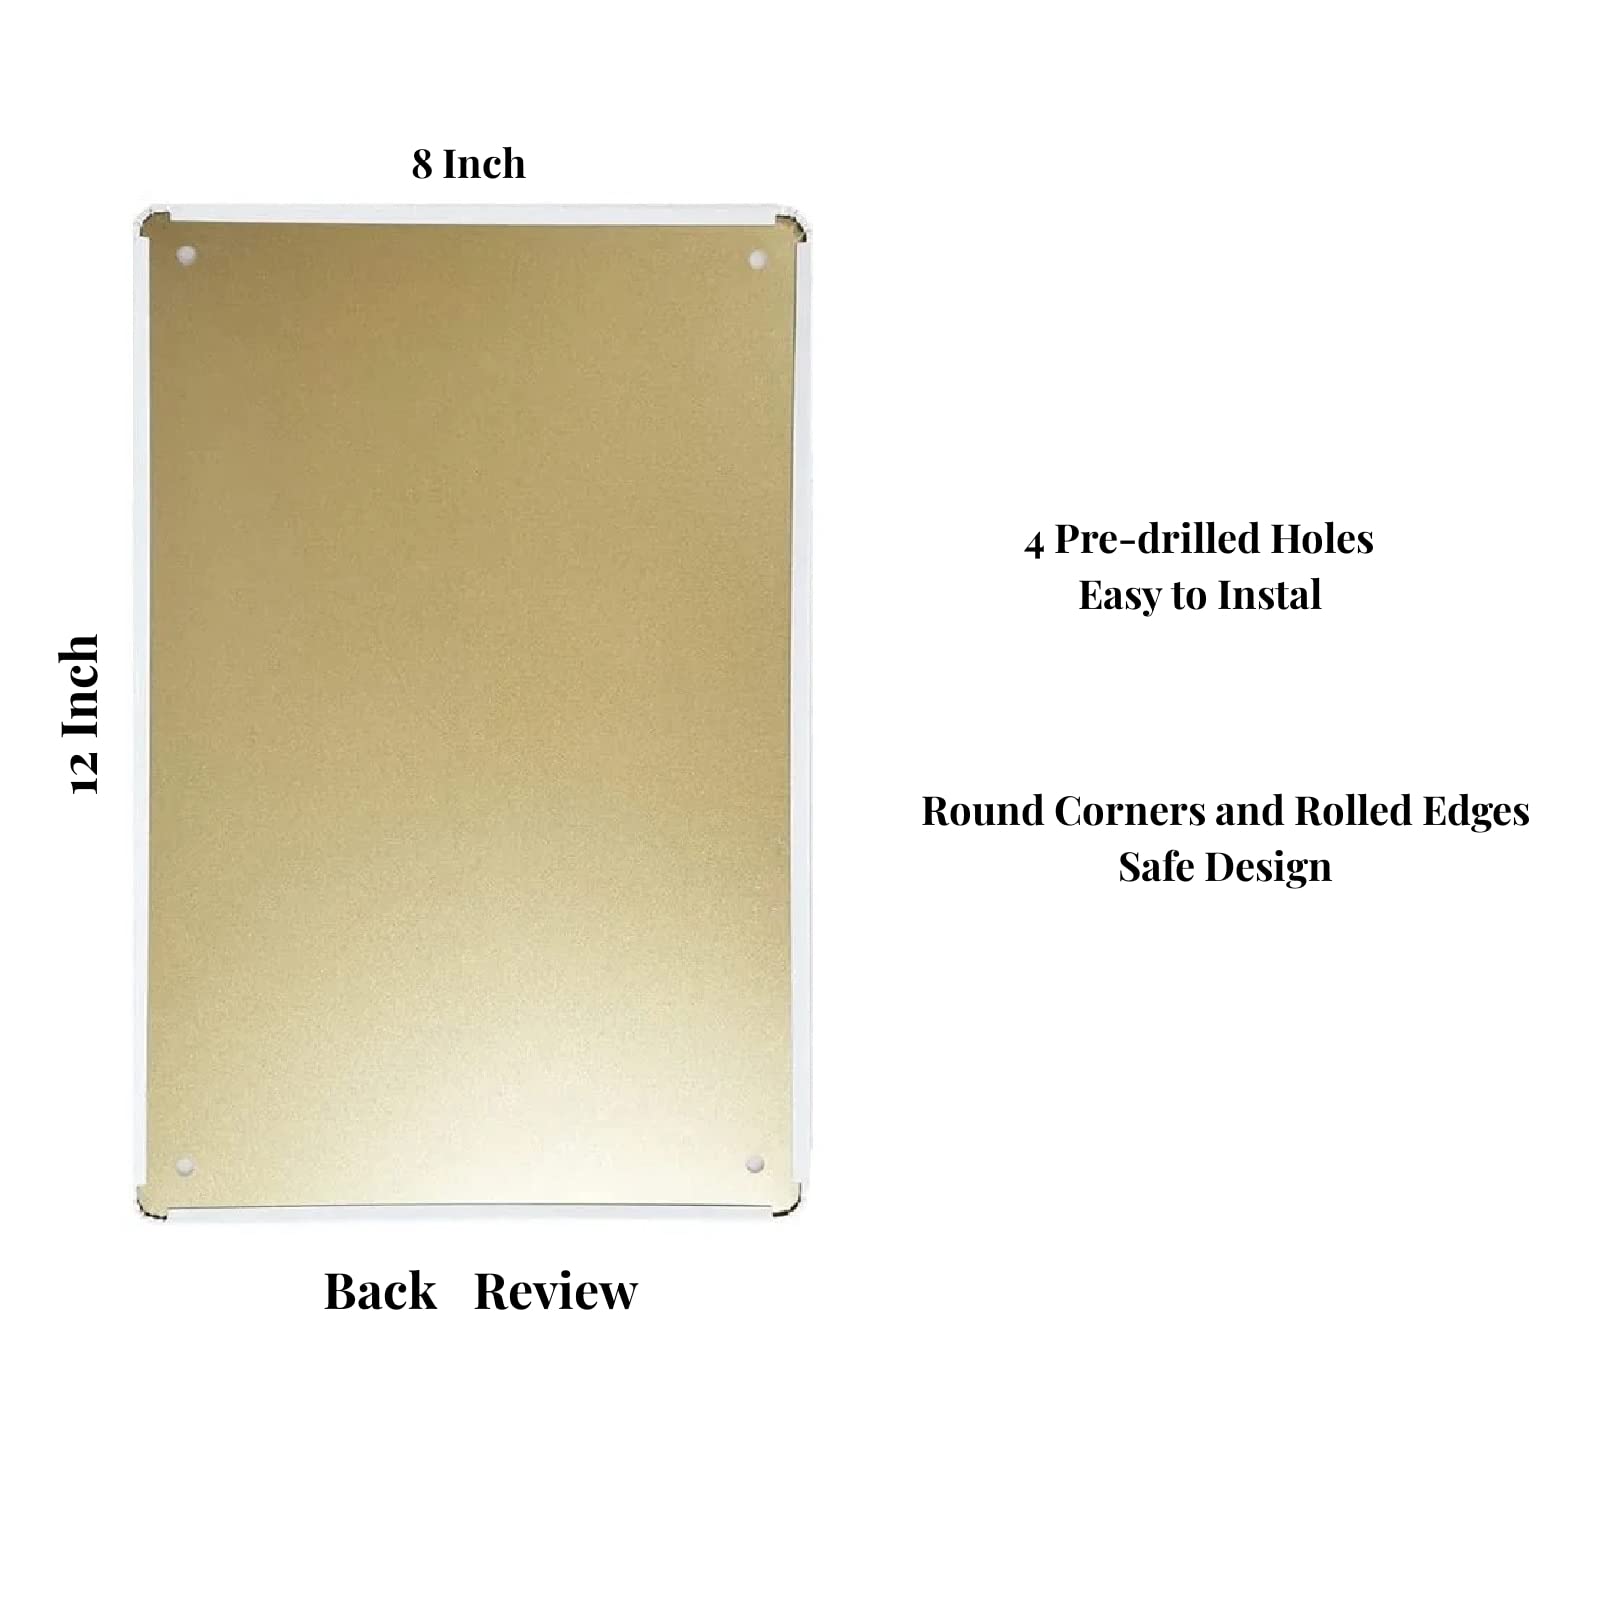 8 Inch
12 Inch
4 Pre-drilled Holes
Easy to Instal
Round Corners and Rolled Edges
Safe Design
Back Review